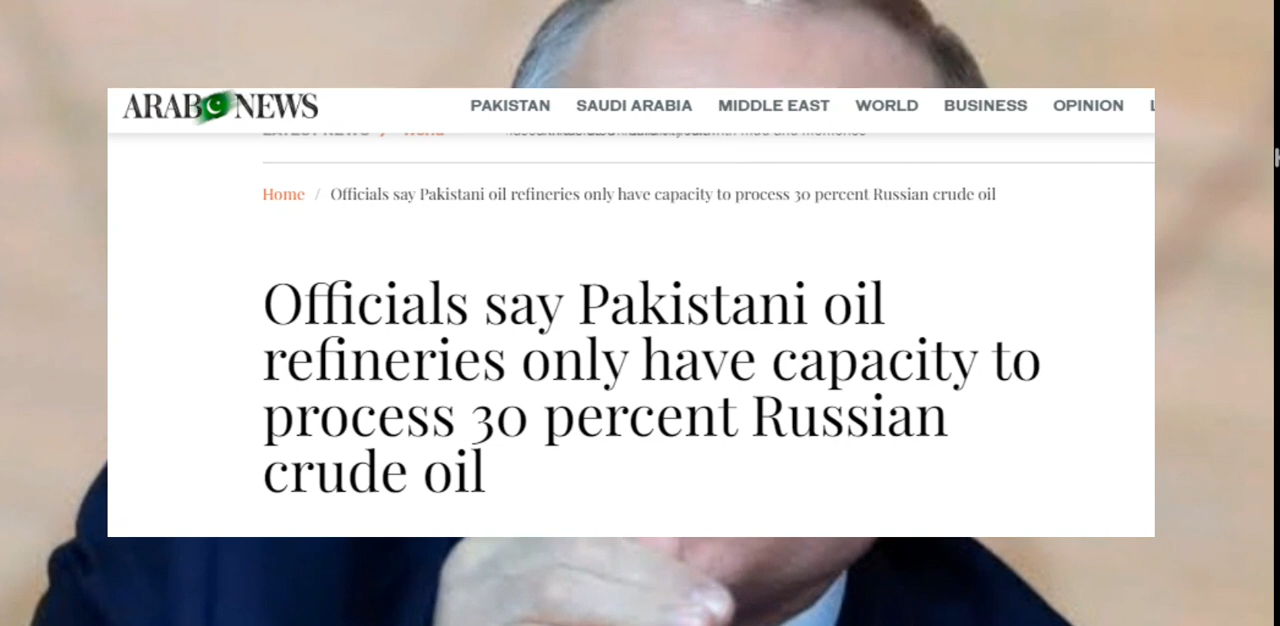 ARAB NEWS
PAKISTAN SAUDI ARABIA MIDDLE EAST WORLD BUSINESS OPINION
Home / Officials say Pakistani oil refineries only have capacity to process 30 percent Russian crude oil
Officials say Pakistani oil
refineries only have capacity to
process 30 percent Russian
crude oil